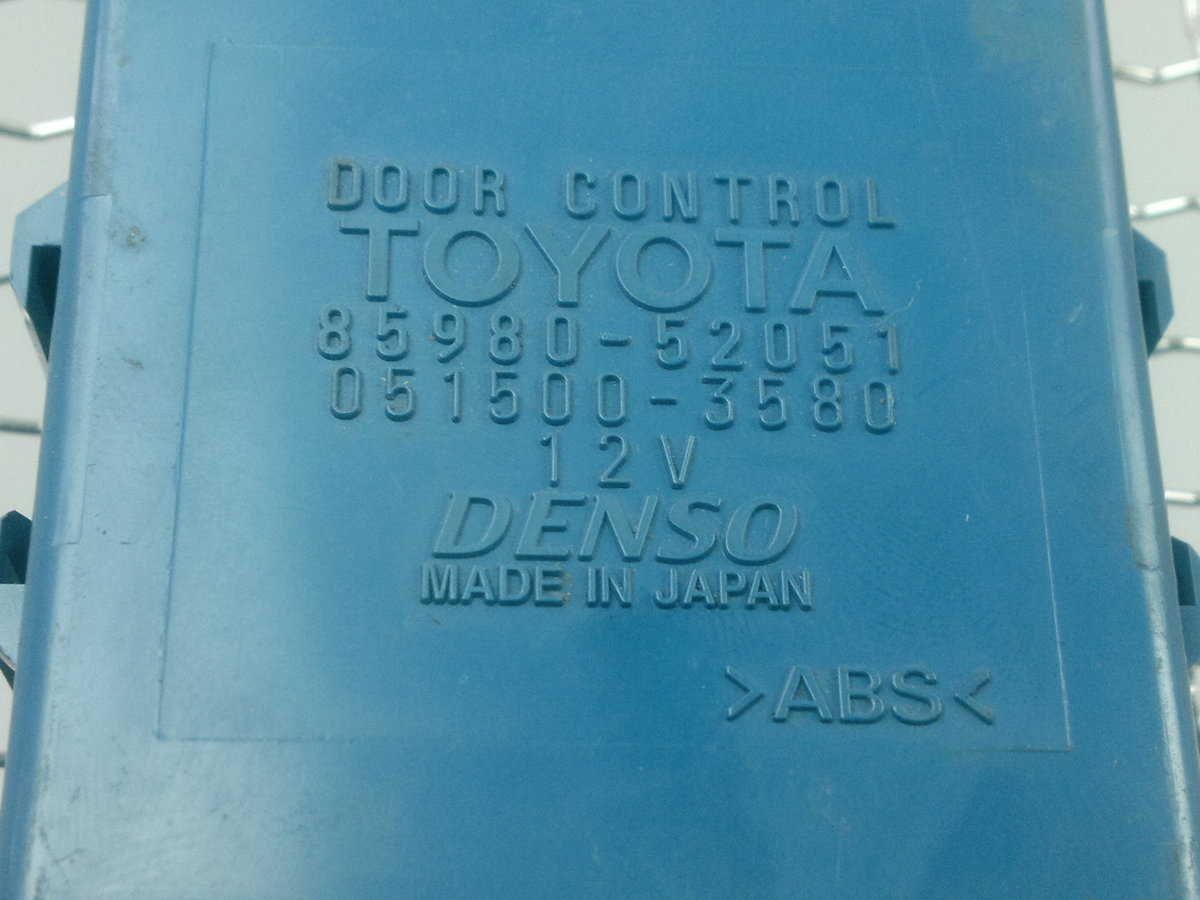 DOOR CONTROL
TOYOTA
85980-52051
051500-3580
12V
DENSO
MADE IN JAPAN
>ABS<